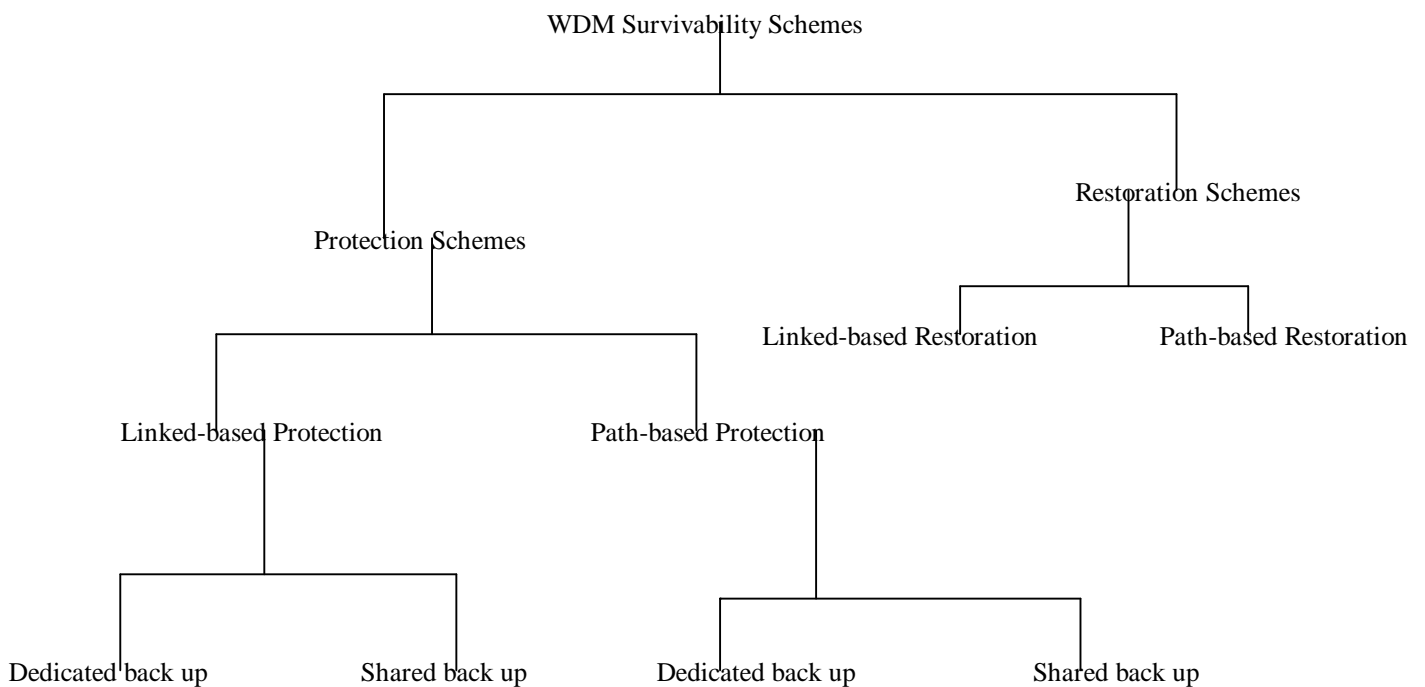 WDM Survivability Schemes
Restoration Schemes
Protection Schemes
Linked-based Restoration
Path-based Restoration
Linked-based Protection
Path-based Protection
Dedicated back up
Shared back up
Dedicated back up
Shared back up